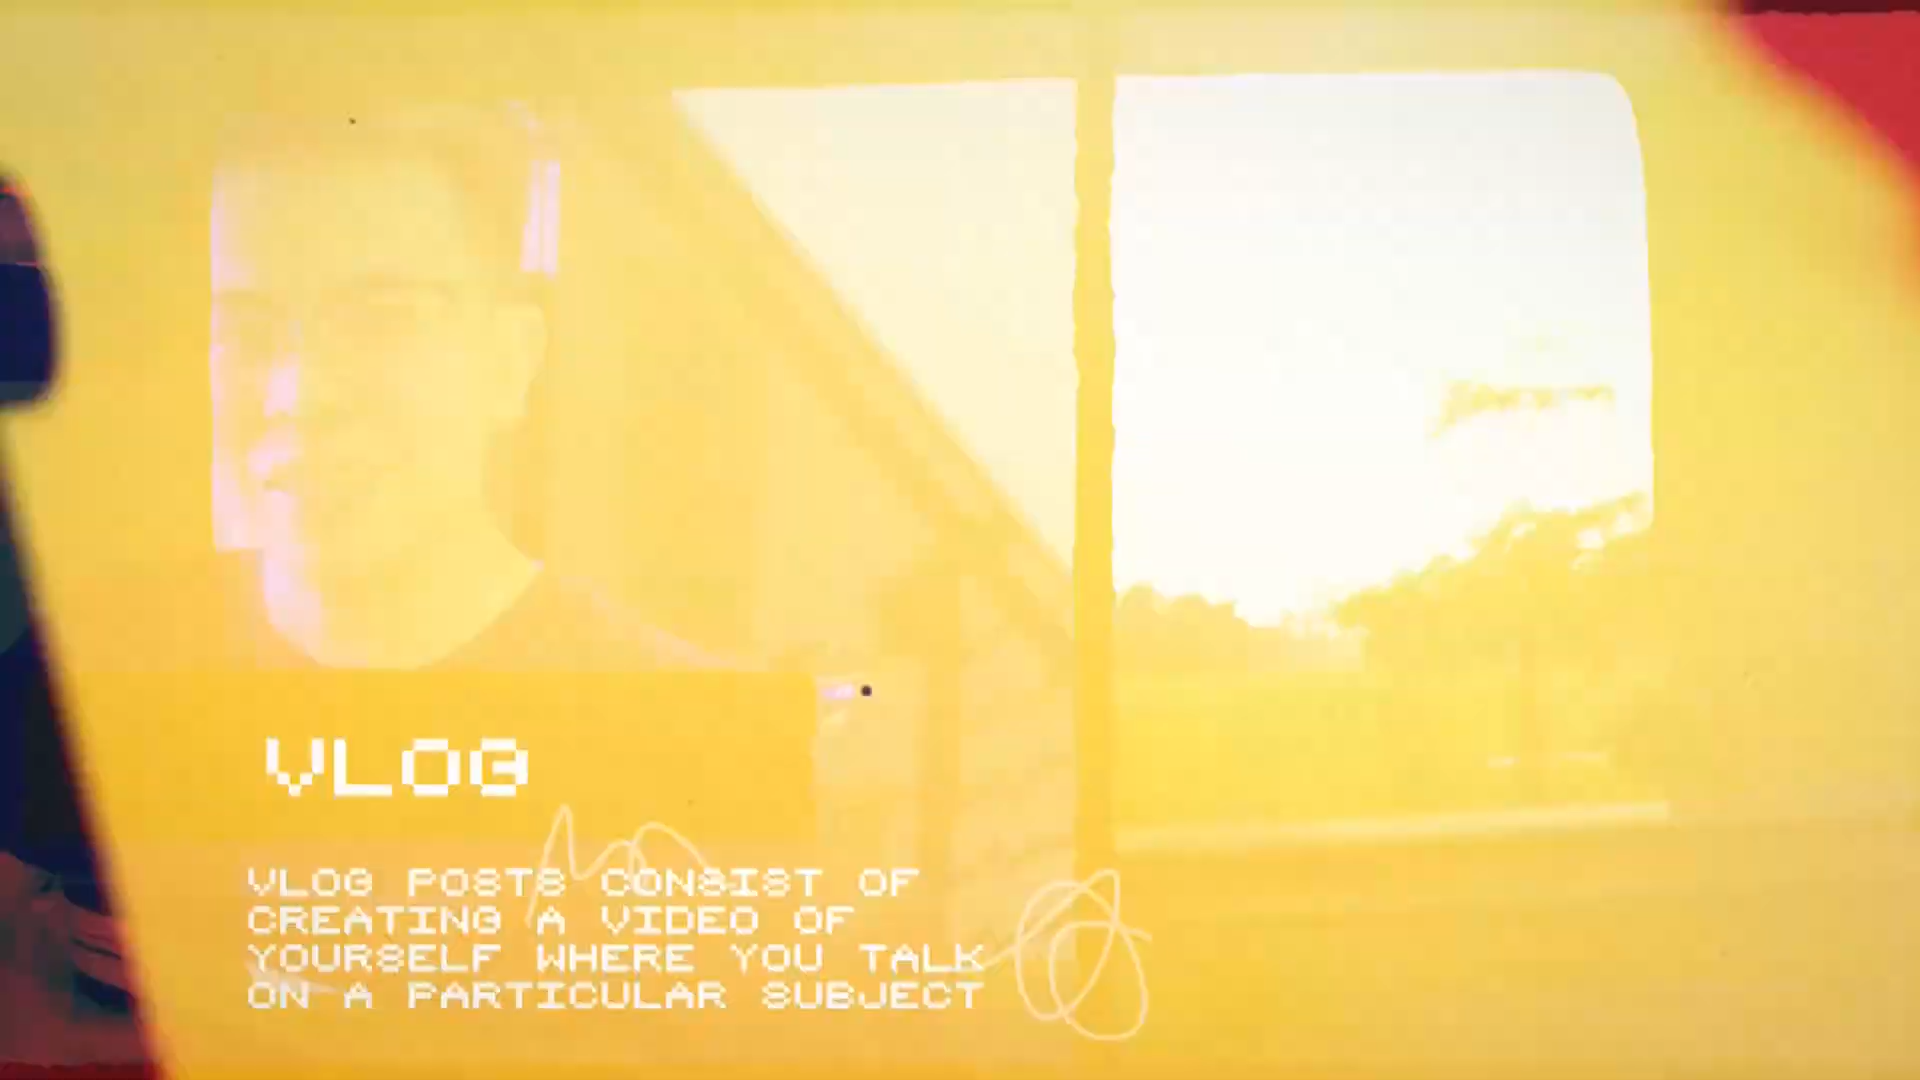 VLOG
VLOG POSTS CONSIST OF
CREATING A VIDEO OF
YOURSELF WHERE YOU TALK
ON A PARTICULAR SUBJECT